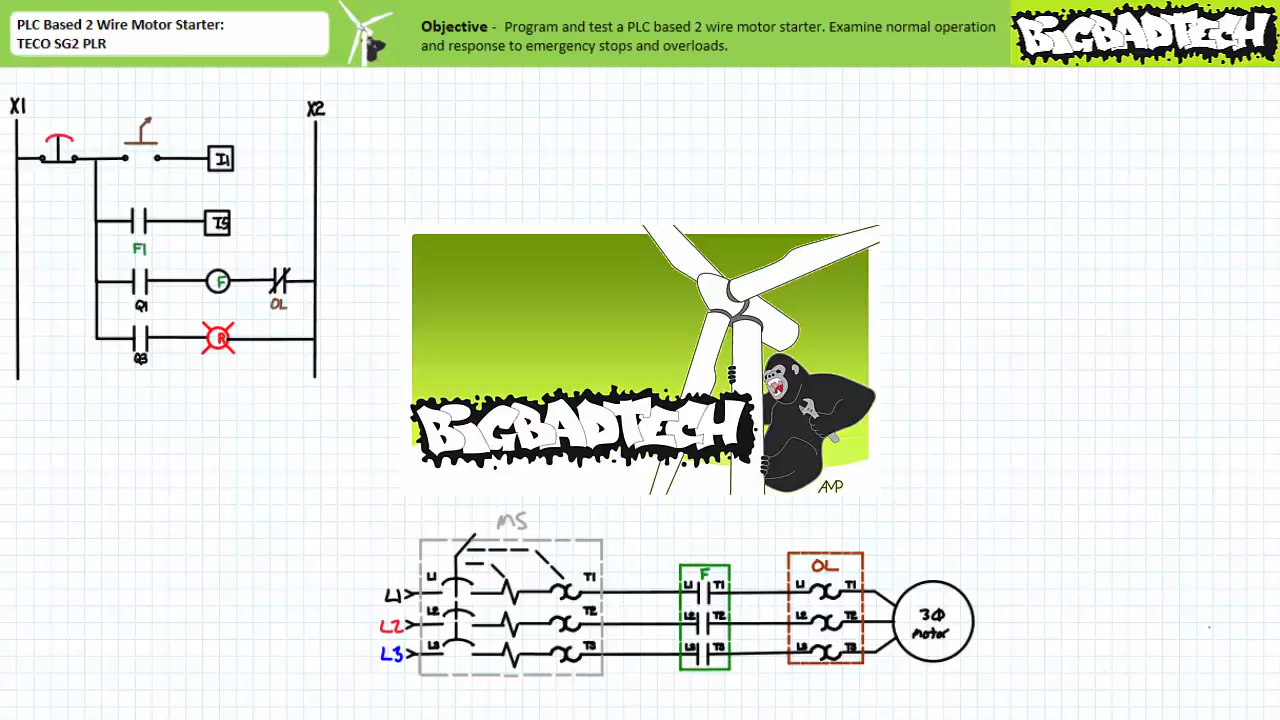 PLC Based 2 Wire Motor Starter:
TECO SG2 PLR
Objective - Program and test a PLC based 2 wire motor starter. Examine normal operation
and response to emergency stops and overloads.
BIGBADTECH
X1 X2
I1
I5
F1
F
Q1 OL
R
Q3
BIGBADTECH
AMP
MS
F OL
L1 T1 L1 T1 L1 T1
L1
L2 T2 L2 T2 L2 T2
L2
L3 T3 L3 T3 L3 T3
L3
3Φ
motor